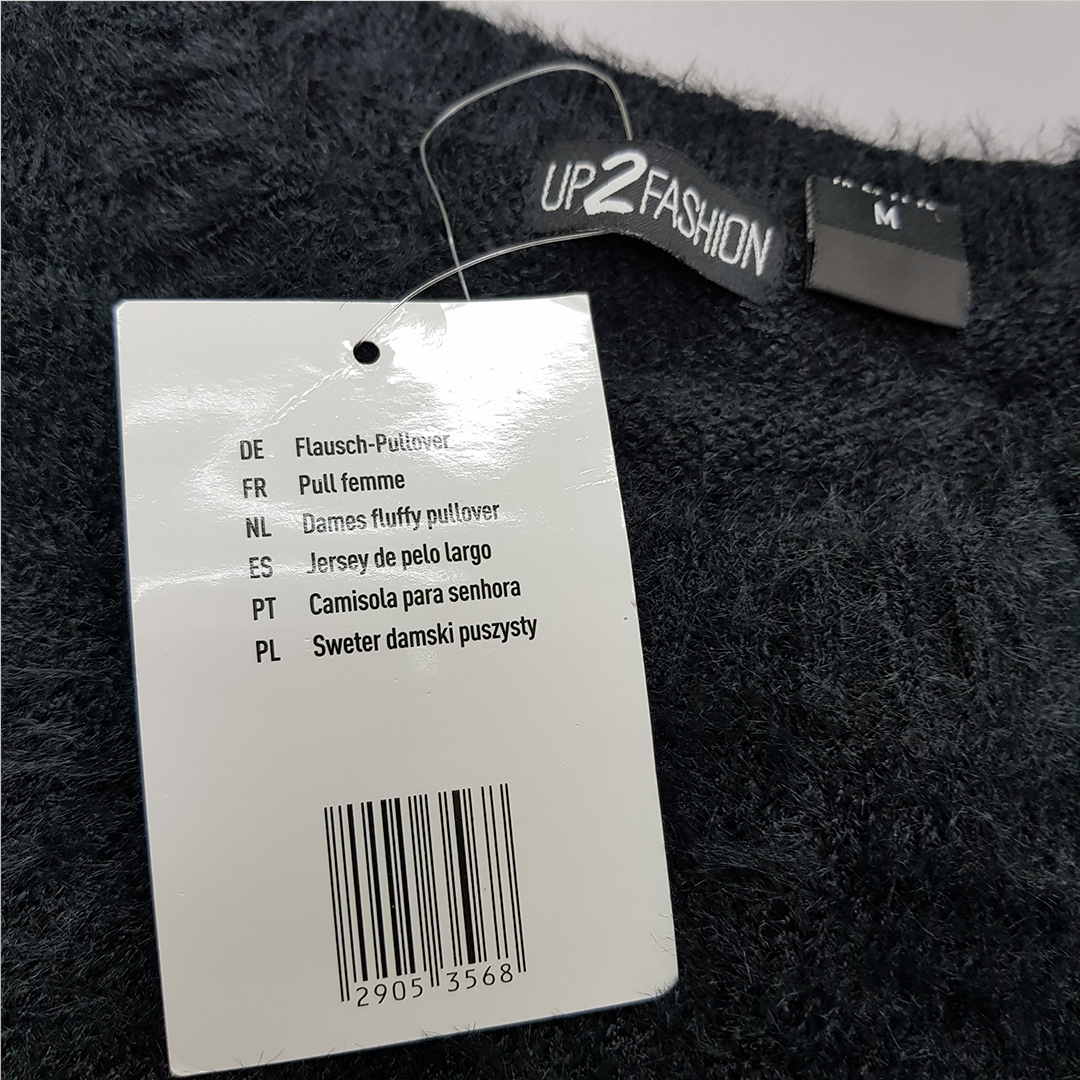 UP2FASHION
M
DE Flausch-Pullover
FR Pull femme
NL Dames fluffy pullover
ES Jersey de pelo largo
PT Camisola para senhora
PL Sweter damski puszysty
2905 3568